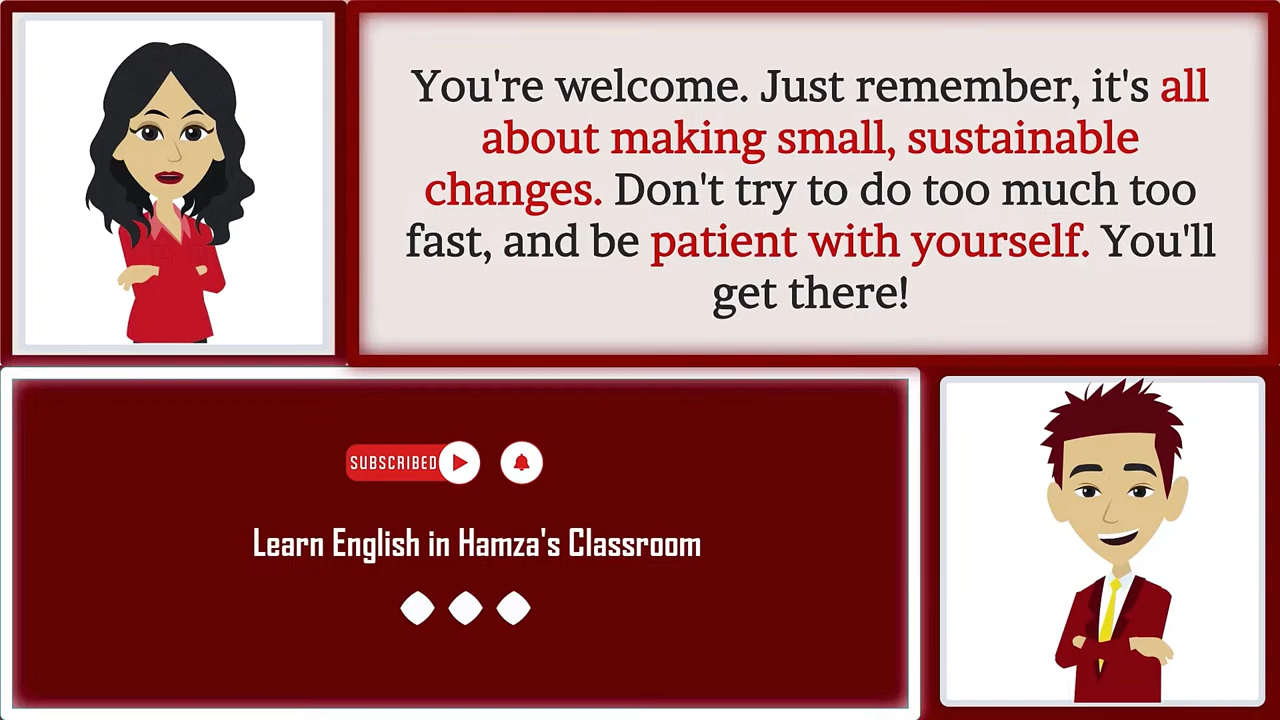 You're welcome. Just remember, it's all
about making small, sustainable
changes. Don't try to do too much too
fast, and be patient with yourself. You'll
get there!
SUBSCRIBED
Learn English in Hamza's Classroom